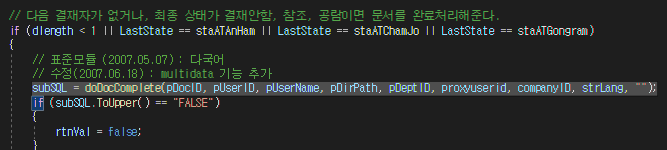 // 다음 결재자가 없거나, 최종 상태가 결재안함, 참조, 공람이면 문서를 완료처리해준다.
if (dlength < 1 || LastState == staATAnHam || LastState == staATChamJo || LastState == staATGongram)
{
// 표준모듈 (2007.05.07) : 다국어
// 수정(2007.06.18) : multidata 기능 추가
subSQL = doDocComplete(pDocID, pUserID, pUserName, pDirPath, pDeptID, proxyuserid, companyID, strLang, "");
if (subSQL.ToUpper() == "FALSE")
{
rtnVal = false;
}